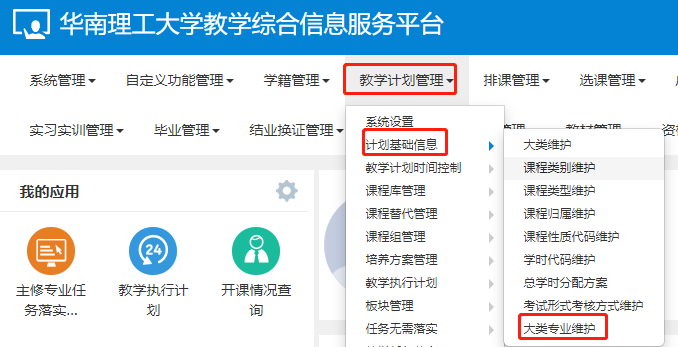 华南理工大学教学综合信息服务平台
系统管理 自定义功能管理 学籍管理 教学计划管理 排课管理 选课管理
实习实训管理 毕业管理 结业换证管理 管理 教材管理
系统设置
计划基础信息
教学计划时间控制
课程库管理
课程替代管理
课程组管理
培养方案管理
教学执行计划
板块管理
任务无需落实
大类维护
课程类别维护
课程类型维护
课程归属维护
课程性质代码维护
学时代码维护
总学时分配方案
考试形式考核方式维护
大类专业维护
我的应用
24
主修专业任务落实...
教学执行计划
开课情况查询